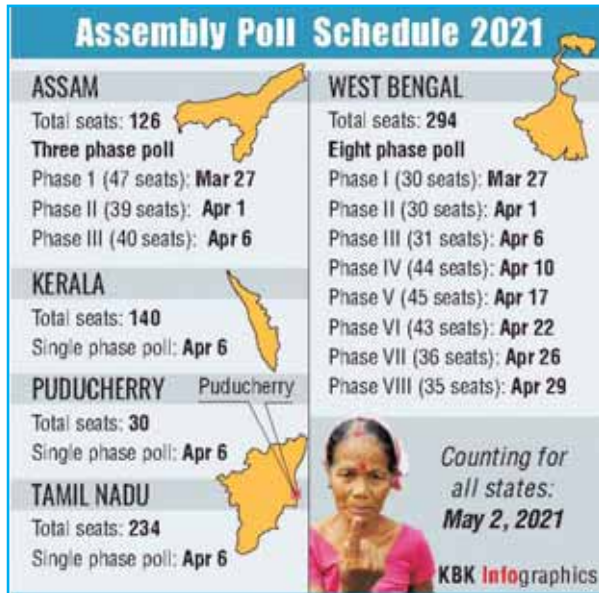 Assembly Poll Schedule 2021
ASSAM
Total seats: 126
Three phase poll
Phase 1 (47 seats): Mar 27
Phase II (39 seats): Apr 1
Phase III (40 seats): Apr 6
KERALA
Total seats: 140
Single phase poll: Apr 6
PUDUCHERRY
Puducherry
Total seats: 30
Single phase poll: Apr 6
TAMIL NADU
Total seats: 234
Single phase poll: Apr 6
WEST BENGAL
Total seats: 294
Eight phase poll
Phase I (30 seats): Mar 27
Phase II (30 seats): Apr 1
Phase III (31 seats): Apr 6
Phase IV (44 seats): Apr 10
Phase V (45 seats): Apr 17
Phase VI (43 seats): Apr 22
Phase VII (36 seats): Apr 26
Phase VIII (35 seats): Apr 29
Counting for
all states:
May 2, 2021
KBK Infographics